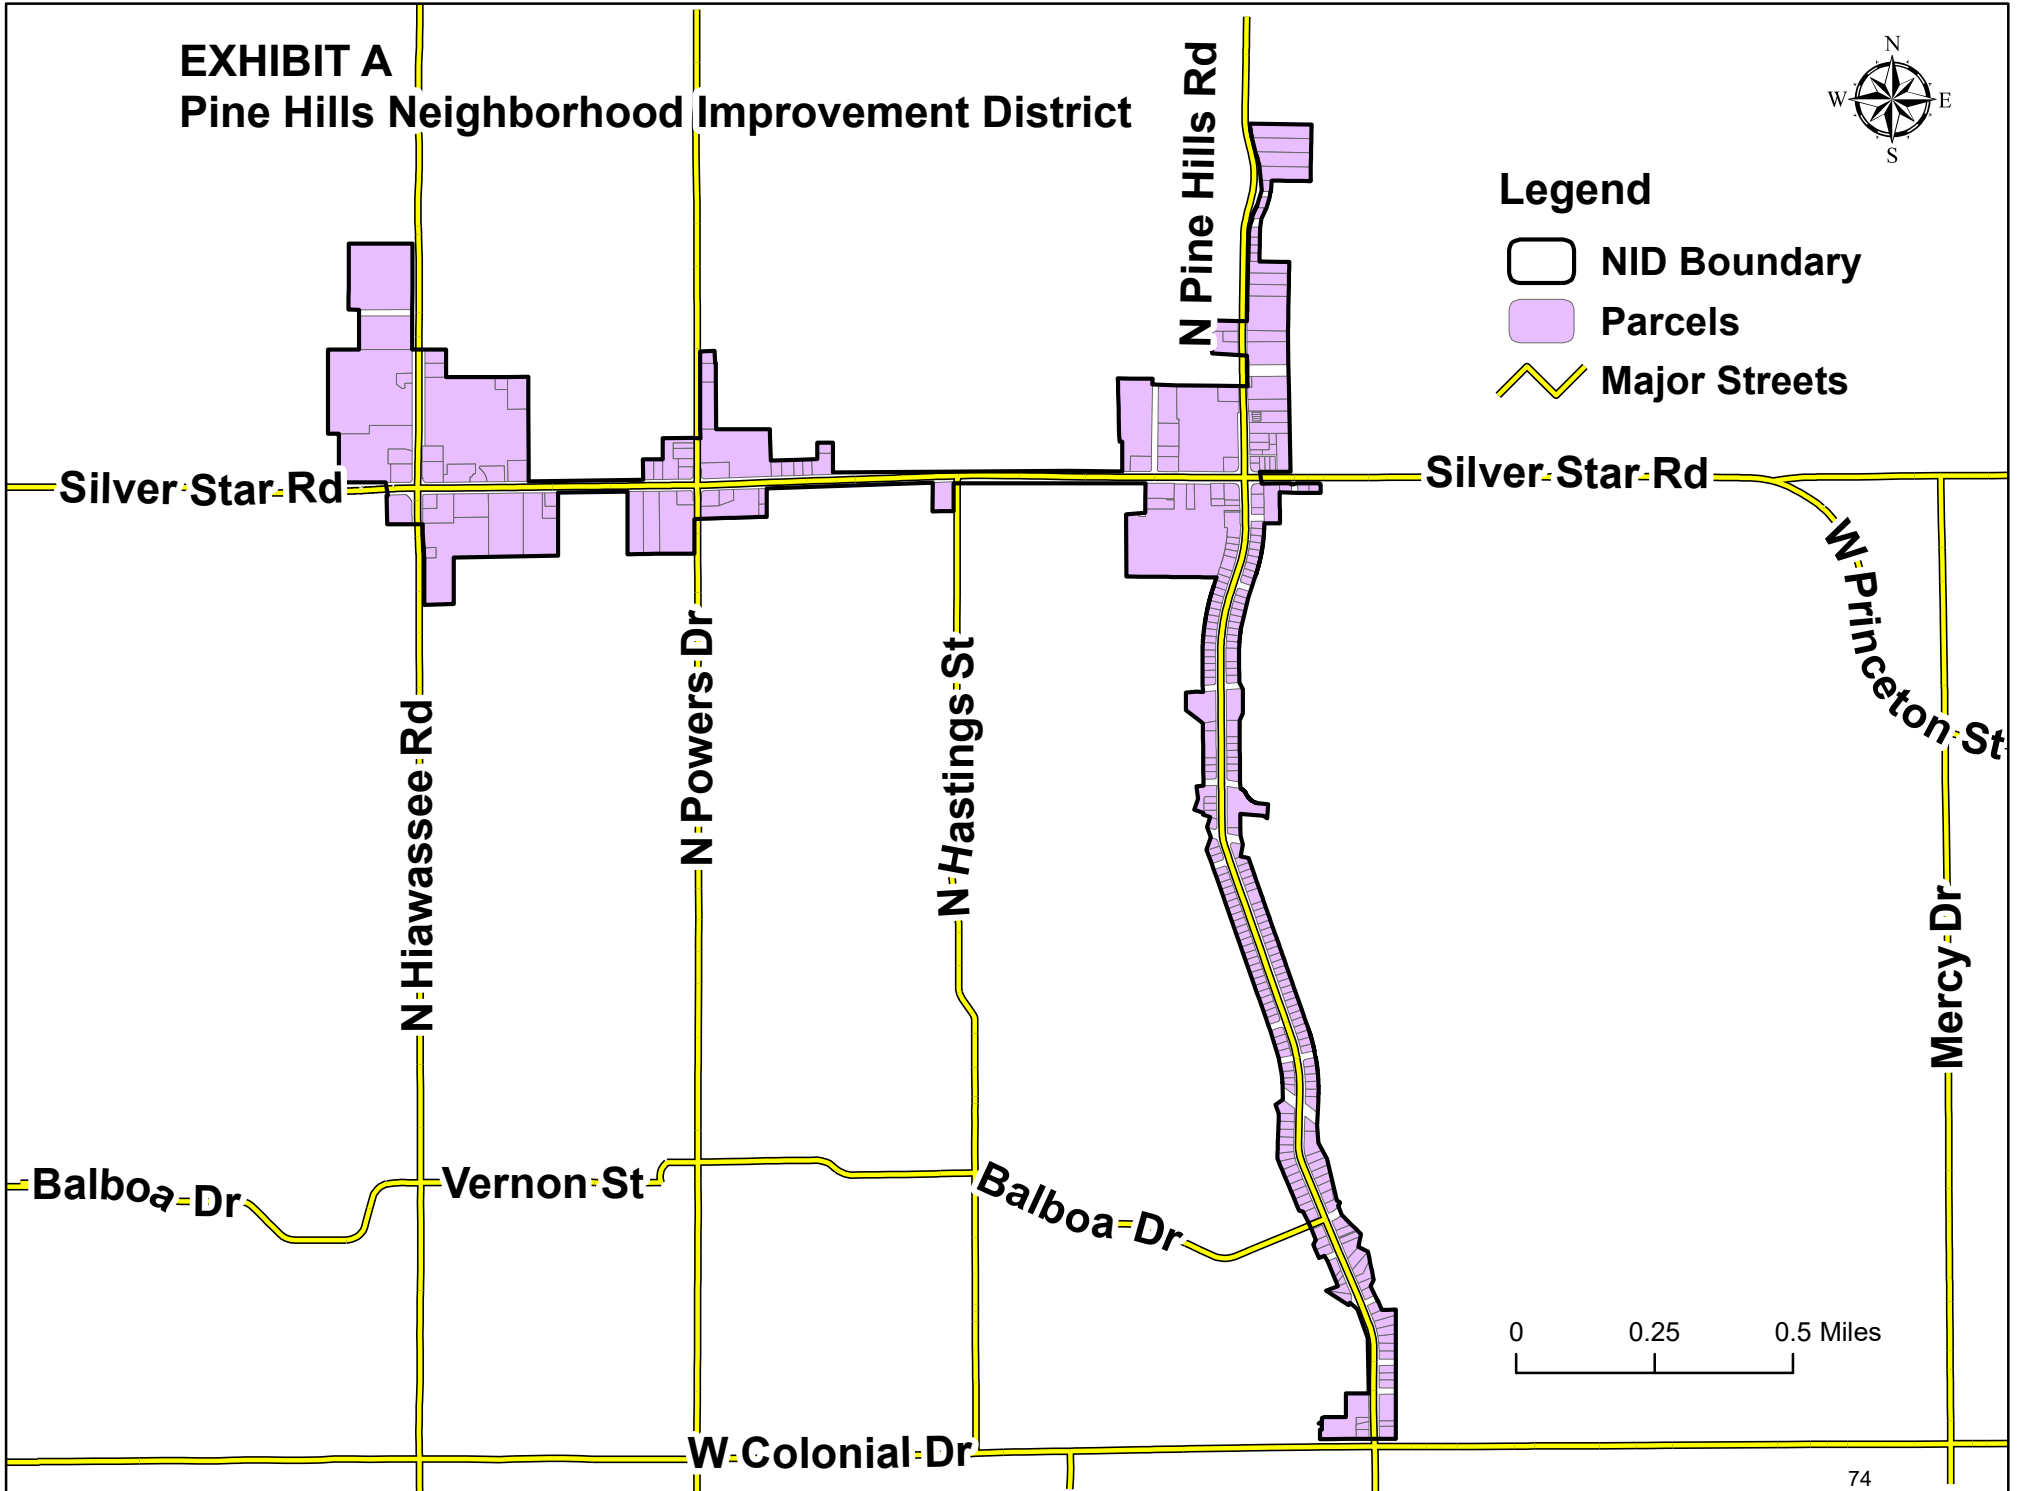 EXHIBIT A
Pine Hills Neighborhood Improvement District
N Pine Hills Rd
N
W
E
S
Legend
NID Boundary
Parcels
Major Streets
Silver Star Rd
Silver Star Rd
W Princeton St
N Hiawassee Rd
N Powers Dr
N Hastings St
Mercy Dr
Balboa Dr
Vernon St
Balboa Dr
0 0.25 0.5 Miles
W Colonial Dr
74